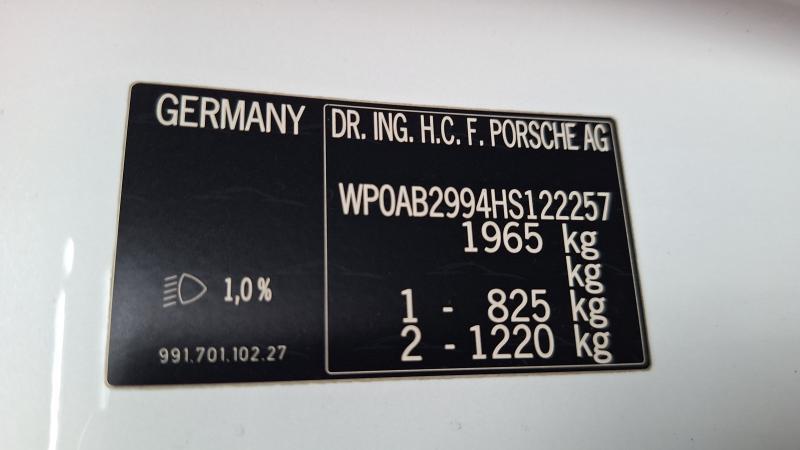 GERMANY
DR. ING. H.C. F. PORSCHE AG
WP0AB2994HS122257
1965 kg
kg
1 - 825 kg
2 - 1220 kg
1,0%
991.701.102.27